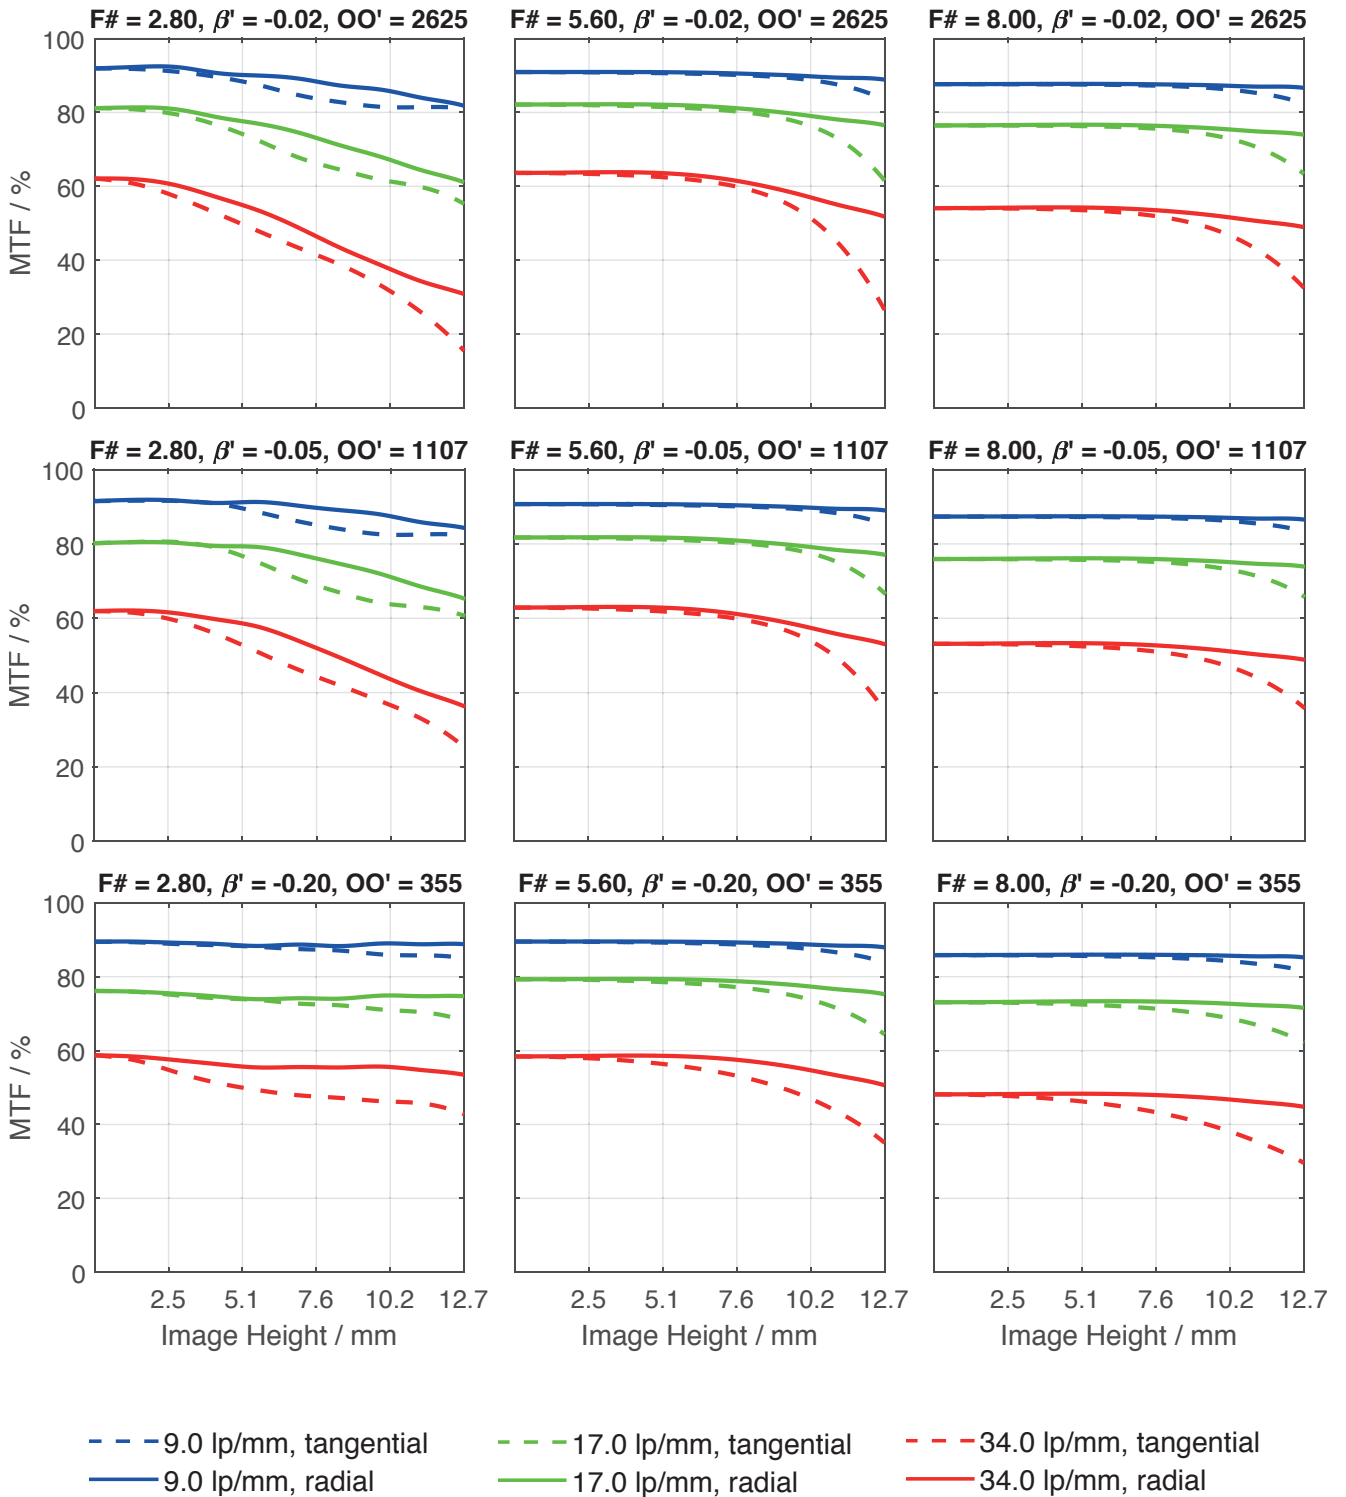 F# = 2.80, β' = -0.02, OO' = 2625
F# = 5.60, β' = -0.02, OO' = 2625
F# = 8.00, β' = -0.02, OO' = 2625
100
80
60
40
20
0
MTF / %
F# = 2.80, β' = -0.05, OO' = 1107
F# = 5.60, β' = -0.05, OO' = 1107
F# = 8.00, β' = -0.05, OO' = 1107
100
80
60
40
20
0
MTF / %
F# = 2.80, β' = -0.20, OO' = 355
F# = 5.60, β' = -0.20, OO' = 355
F# = 8.00, β' = -0.20, OO' = 355
100
80
60
40
20
0
MTF / %
2.5 5.1 7.6 10.2 12.7
2.5 5.1 7.6 10.2 12.7
2.5 5.1 7.6 10.2 12.7
Image Height / mm
Image Height / mm
Image Height / mm
9.0 lp/mm, tangential
9.0 lp/mm, radial
17.0 lp/mm, tangential
17.0 lp/mm, radial
34.0 lp/mm, tangential
34.0 lp/mm, radial